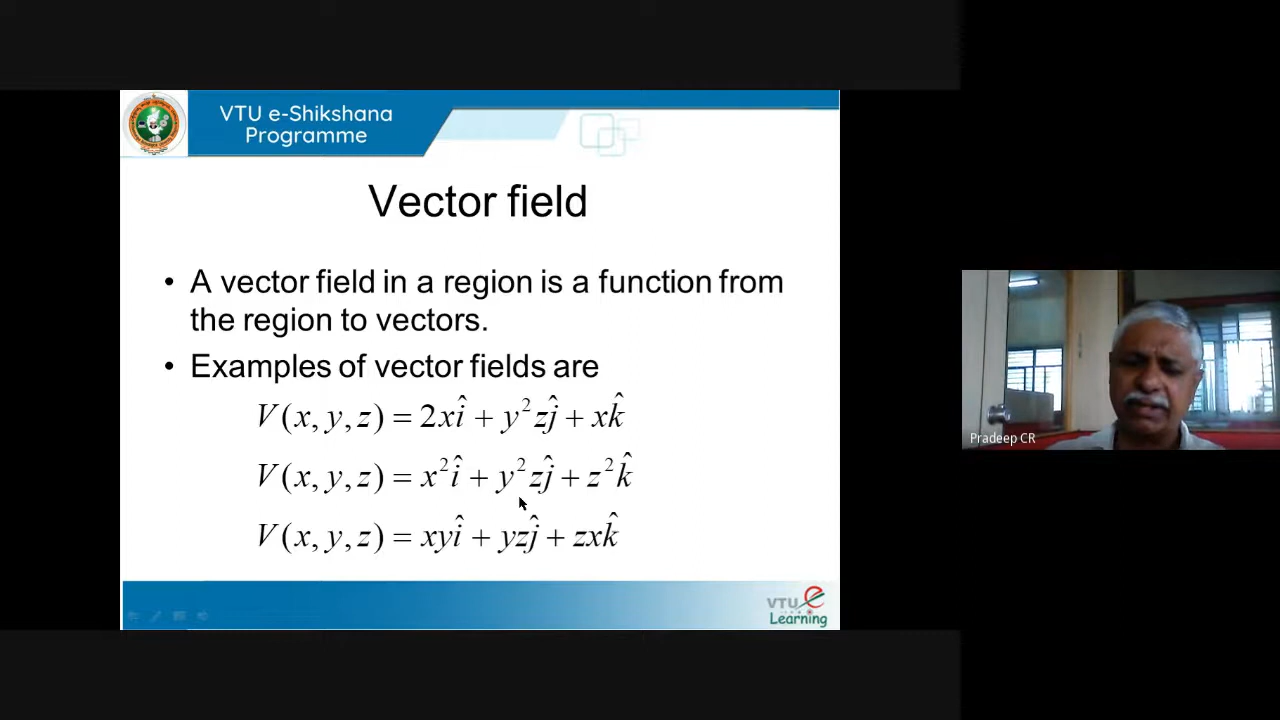 VTU e-Shikshana
Programme
Vector field
• A vector field in a region is a function from
the region to vectors.
• Examples of vector fields are
V(x, y, z) = 2xî + y²zĵ + xk̂
V(x, y, z) = x²î + y²zĵ + z²k̂
V(x, y, z) = xyî + yzĵ + zxk̂
VTU e
Learning
Pradeep CR